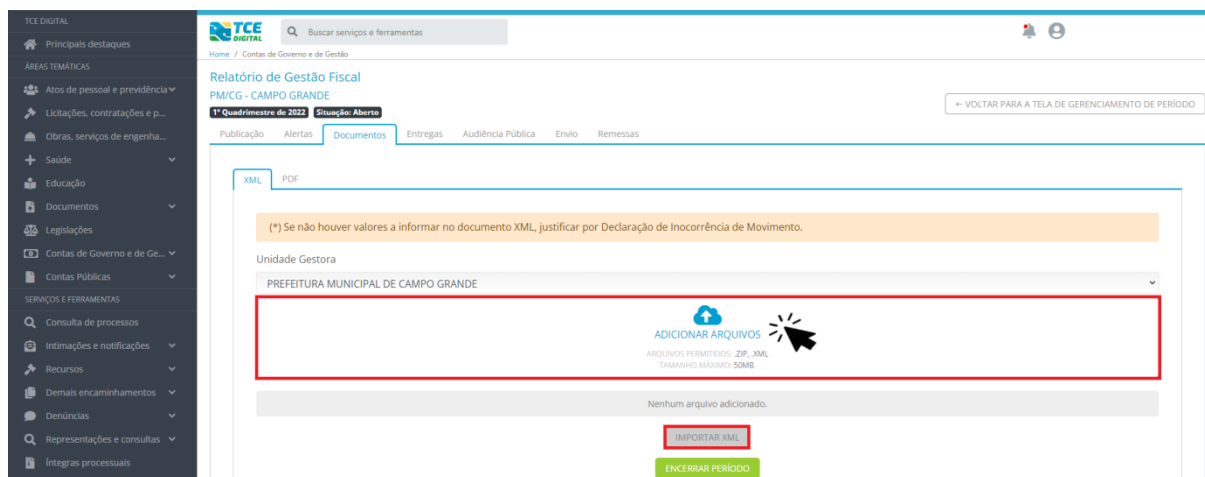 TCE DIGITAL
Principais destaques
ÁREAS TEMÁTICAS
Atos de pessoal e previdência
Licitações, contratações e p...
Obras, serviços de engenha...
Saúde
Educação
Documentos
Legislações
Contas de Governo e de Ge...
Contas Públicas
SERVIÇOS E FERRAMENTAS
Consulta de processos
Intimações e notificações
Recursos
Demais encaminhamentos
Denúncias
Representações e consultas
Íntegras processuais
TCE
DIGITAL
Buscar serviços e ferramentas
Home / Contas de Governo e de Gestão
Relatório de Gestão Fiscal
PM/CG - CAMPO GRANDE
1º Quadrimestre de 2022 Situação: Aberto
← VOLTAR PARA A TELA DE GERENCIAMENTO DE PERÍODO
Publicação Alertas Documentos Entregas Audiência Pública Envio Remessas
XML PDF
(*) Se não houver valores a informar no documento XML, justificar por Declaração de Inocorrência de Movimento.
Unidade Gestora
PREFEITURA MUNICIPAL DE CAMPO GRANDE
ADICIONAR ARQUIVOS
ARQUIVOS PERMITIDOS: .ZIP, .XML
TAMANHO MÁXIMO: 50MB
Nenhum arquivo adicionado.
IMPORTAR XML
ENCERRAR PERÍODO